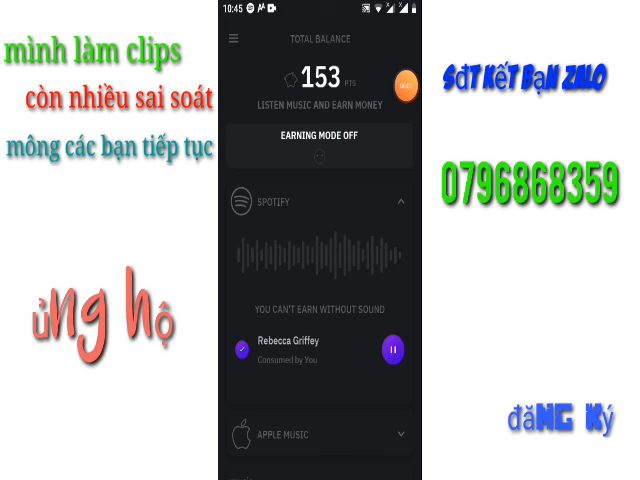 mình làm clips
còn nhiều sai soát
mông các bạn tiếp tục
ủng hộ
10:45
TOTAL BALANCE
153 PTS
LISTEN MUSIC AND EARN MONEY
EARNING MODE OFF
SPOTIFY
YOU CAN'T EARN WITHOUT SOUND
Rebecca Griffey
Consumed by You
APPLE MUSIC
SĐT KẾT BẠN ZALO
0796868359
đăNG Ký